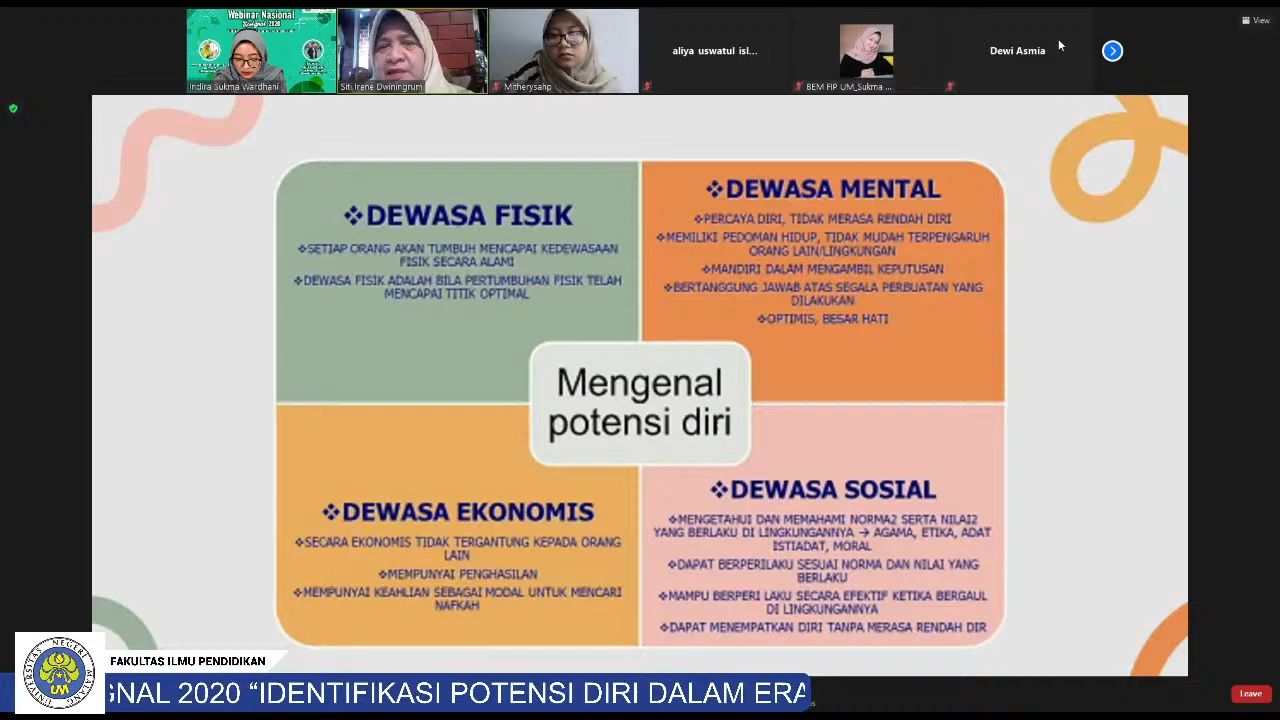 Webinar Nasional
View
aliya uswatul isl...
Dewi Asmia
Indira Sukma Wardhani
Siti Irene Dwiningrum
Mitherysahp
BEM FIP UM_Sukma ...
❖DEWASA FISIK
❖SETIAP ORANG AKAN TUMBUH MENCAPAI KEDEWASAAN
FISIK SECARA ALAMI
❖DEWASA FISIK ADALAH BILA PERTUMBUHAN FISIK TELAH
MENCAPAI TITIK OPTIMAL
❖DEWASA MENTAL
❖PERCAYA DIRI, TIDAK MERASA RENDAH DIRI
❖MEMILIKI PEDOMAN HIDUP, TIDAK MUDAH TERPENGARUH
ORANG LAIN/LINGKUNGAN
❖MANDIRI DALAM MENGAMBIL KEPUTUSAN
❖BERTANGGUNG JAWAB ATAS SEGALA PERBUATAN YANG
DILAKUKAN
❖OPTIMIS, BESAR HATI
Mengenal
potensi diri
❖DEWASA EKONOMIS
❖SECARA EKONOMIS TIDAK TERGANTUNG KEPADA ORANG
LAIN
❖MEMPUNYAI PENGHASILAN
❖MEMPUNYAI KEAHLIAN SEBAGAI MODAL UNTUK MENCARI
NAFKAH
❖DEWASA SOSIAL
❖MENGETAHUI DAN MEMAHAMI NORMA2 SERTA NILAI2
YANG BERLAKU DI LINGKUNGANNYA → AGAMA, ETIKA, ADAT
ISTIADAT, MORAL
❖DAPAT BERPERILAKU SESUAI NORMA DAN NILAI YANG
BERLAKU
❖MAMPU BERPERI LAKU SECARA EFEKTIF KETIKA BERGAUL
DI LINGKUNGANNYA
❖DAPAT MENEMPATKAN DIRI TANPA MERASA RENDAH DIR
UM
FAKULTAS ILMU PENDIDIKAN
GNAL 2020 “IDENTIFIKASI POTENSI DIRI DALAM ERA
Leave